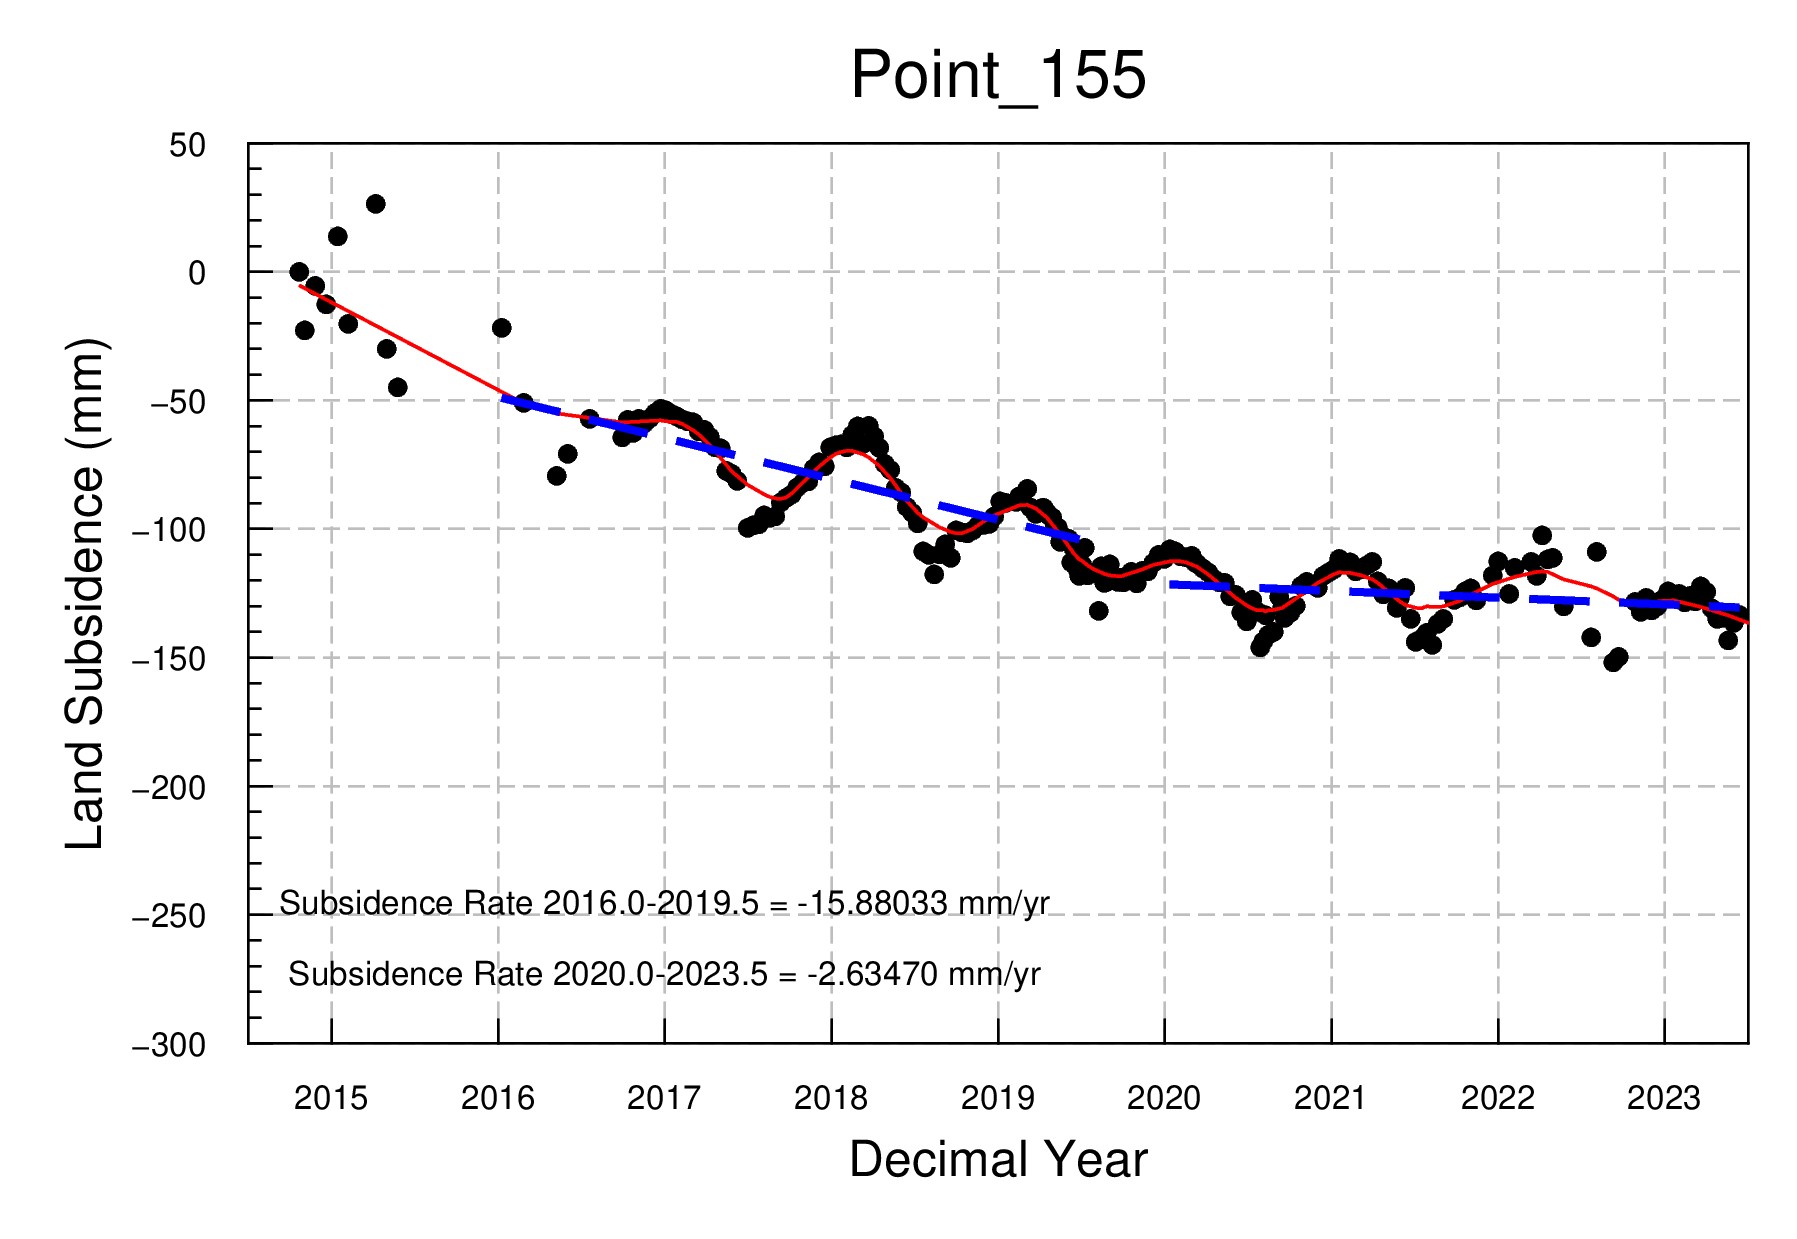 Point_155
50
0
−50
−100
−150
−200
−250
−300
Land Subsidence (mm)
Subsidence Rate 2016.0-2019.5 = -15.88033 mm/yr
Subsidence Rate 2020.0-2023.5 = -2.63470 mm/yr
2015 2016 2017 2018 2019 2020 2021 2022 2023
Decimal Year